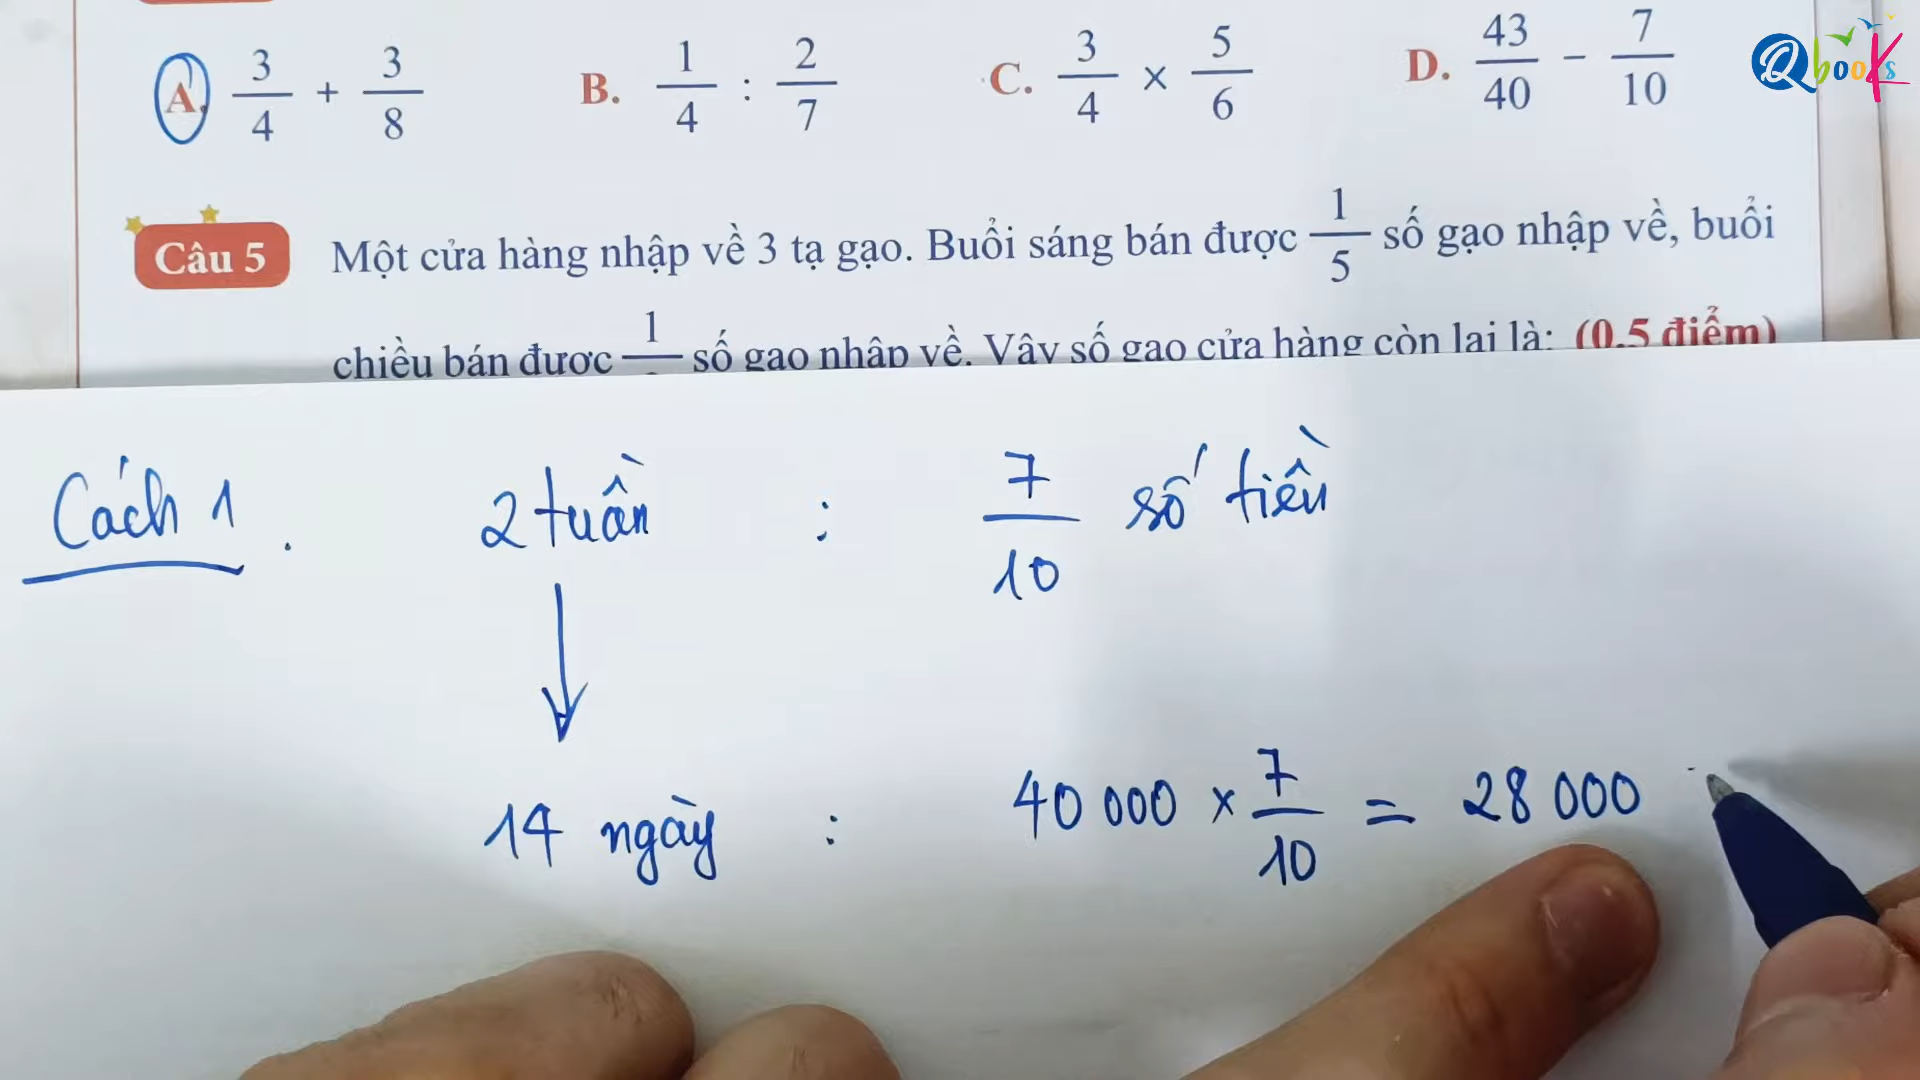 Qbooks
A. 3/4 + 3/8 B. 1/4 : 2/7 C. 3/4 × 5/6 D. 43/40 - 7/10
Câu 5 Một cửa hàng nhập về 3 tạ gạo. Buổi sáng bán được 1/5 số gạo nhập về, buổi
chiều bán được 1/ số gạo nhập về. Vậy số gạo cửa hàng còn lại là: (0,5 điểm)
Cách 1. 2 tuần : 7/10 số tiền
14 ngày : 40 000 × 7/10 = 28 000